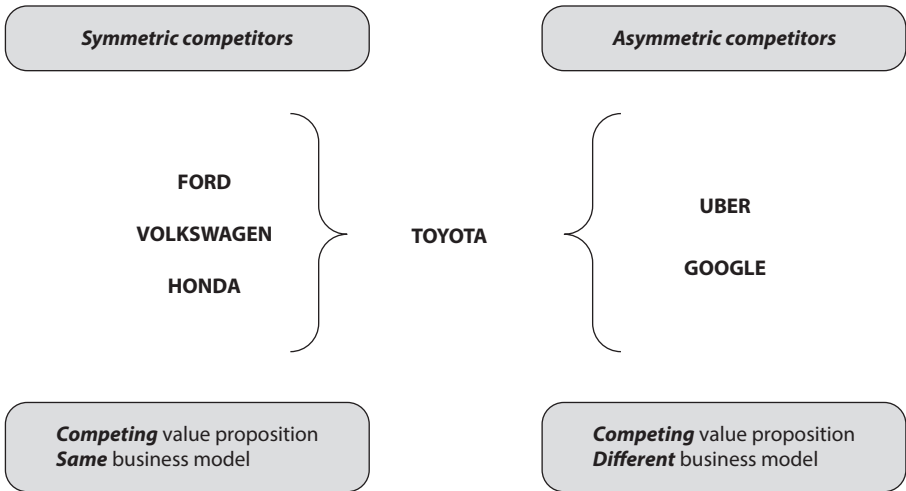 Symmetric competitors
Asymmetric competitors
FORD
VOLKSWAGEN
HONDA
TOYOTA
UBER
GOOGLE
Competing value proposition
Same business model
Competing value proposition
Different business model